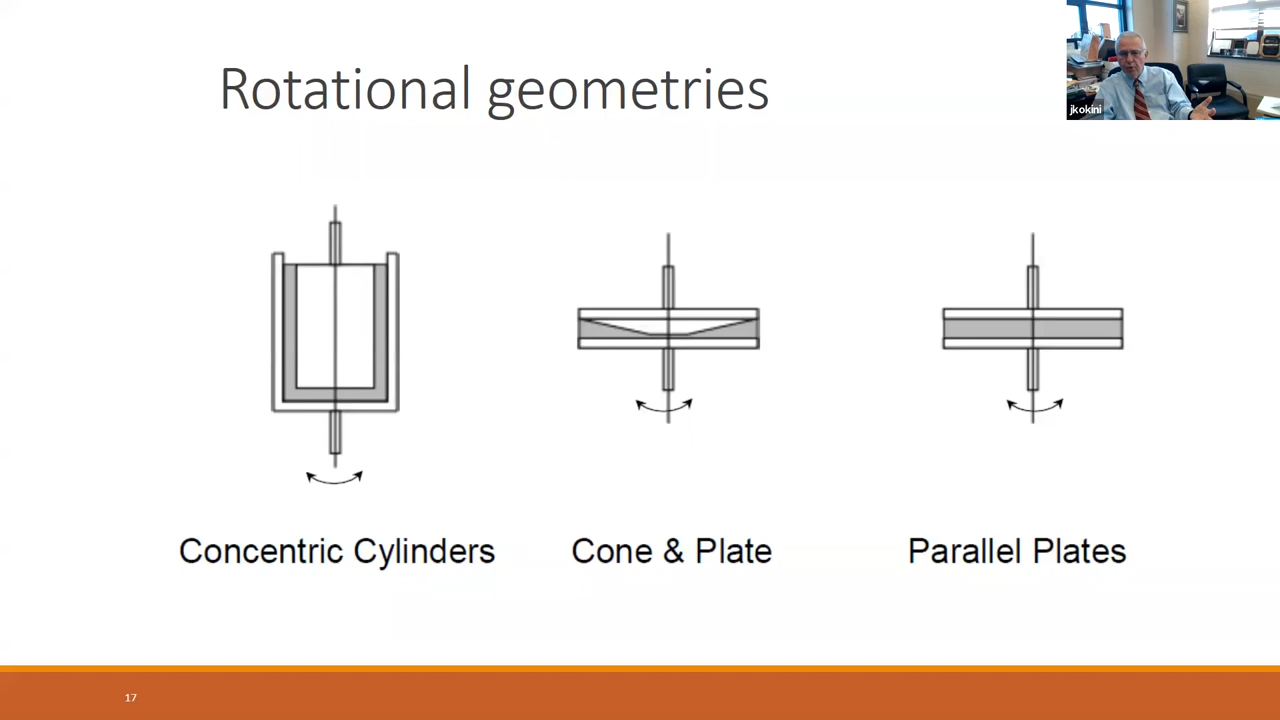 Rotational geometries
jkokini
Concentric Cylinders
Cone & Plate
Parallel Plates
17